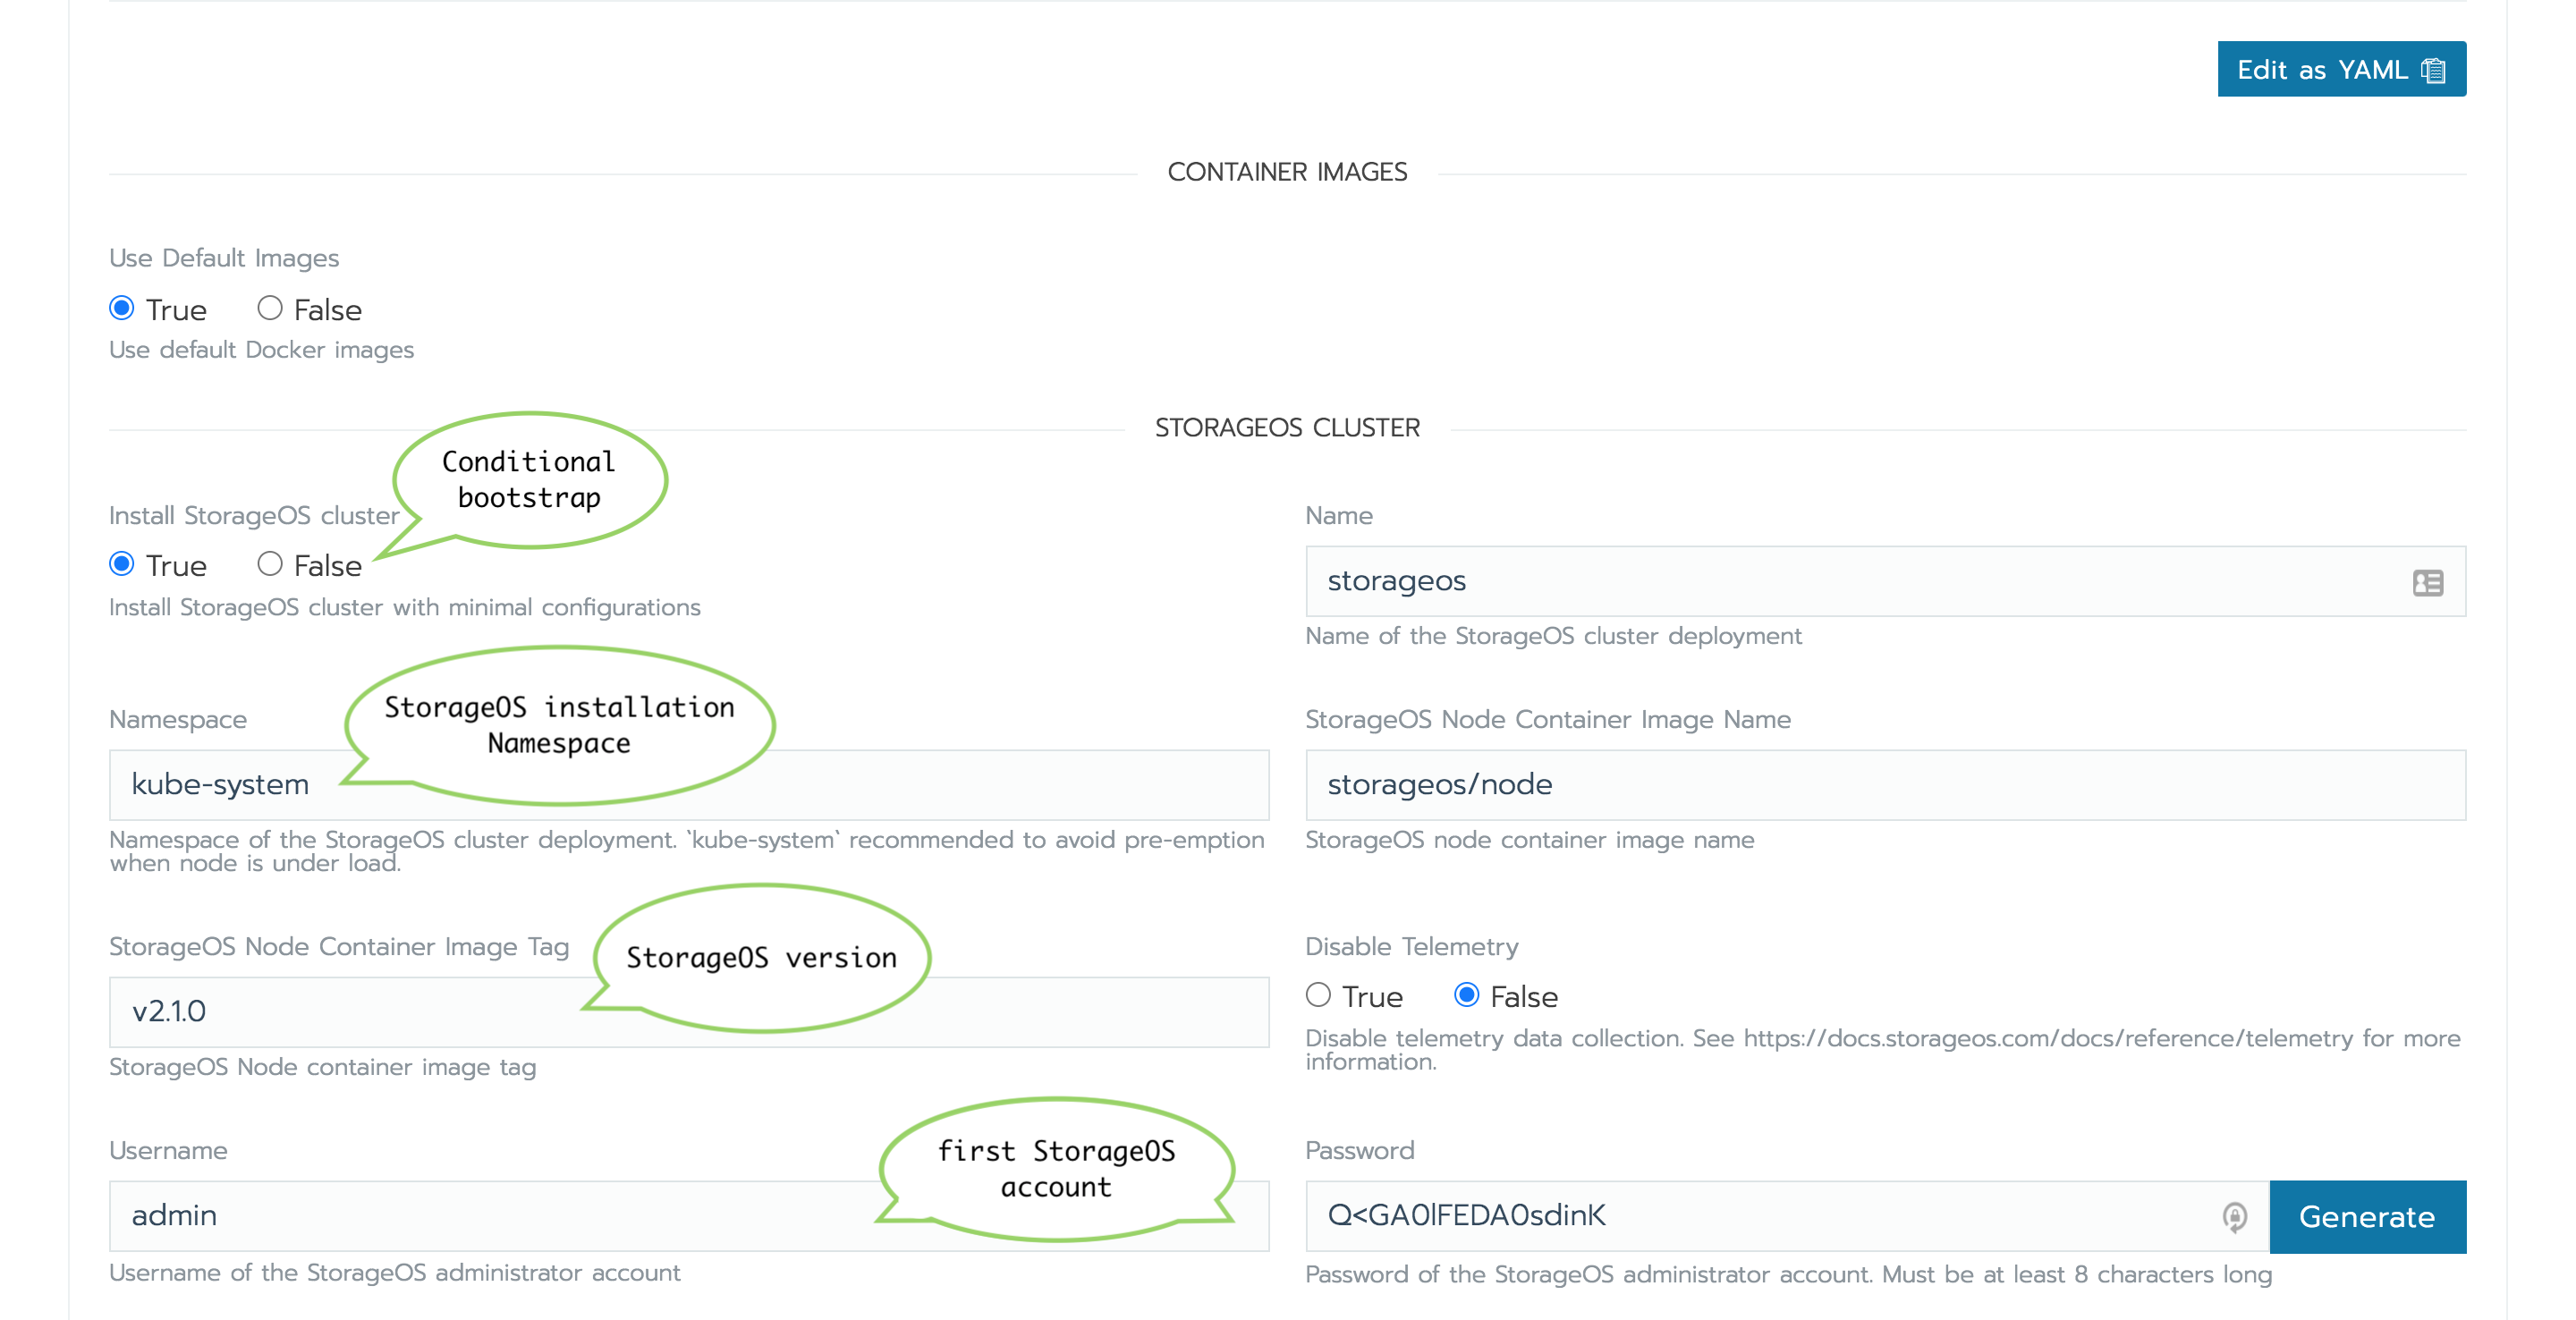 Edit as YAML
CONTAINER IMAGES
Use Default Images
True False
Use default Docker images
STORAGEOS CLUSTER
Conditional
bootstrap
Install StorageOS cluster
True False
Install StorageOS cluster with minimal configurations
Name
storageos
Name of the StorageOS cluster deployment
Namespace
StorageOS installation
Namespace
kube-system
Namespace of the StorageOS cluster deployment. `kube-system` recommended to avoid pre-emption
when node is under load.
StorageOS Node Container Image Name
storageos/node
StorageOS node container image name
StorageOS Node Container Image Tag
StorageOS version
v2.1.0
StorageOS Node container image tag
Disable Telemetry
True False
Disable telemetry data collection. See https://docs.storageos.com/docs/reference/telemetry for more
information.
Username
first StorageOS
account
admin
Username of the StorageOS administrator account
Password
Q<GA0lFEDA0sdinK
Generate
Password of the StorageOS administrator account. Must be at least 8 characters long